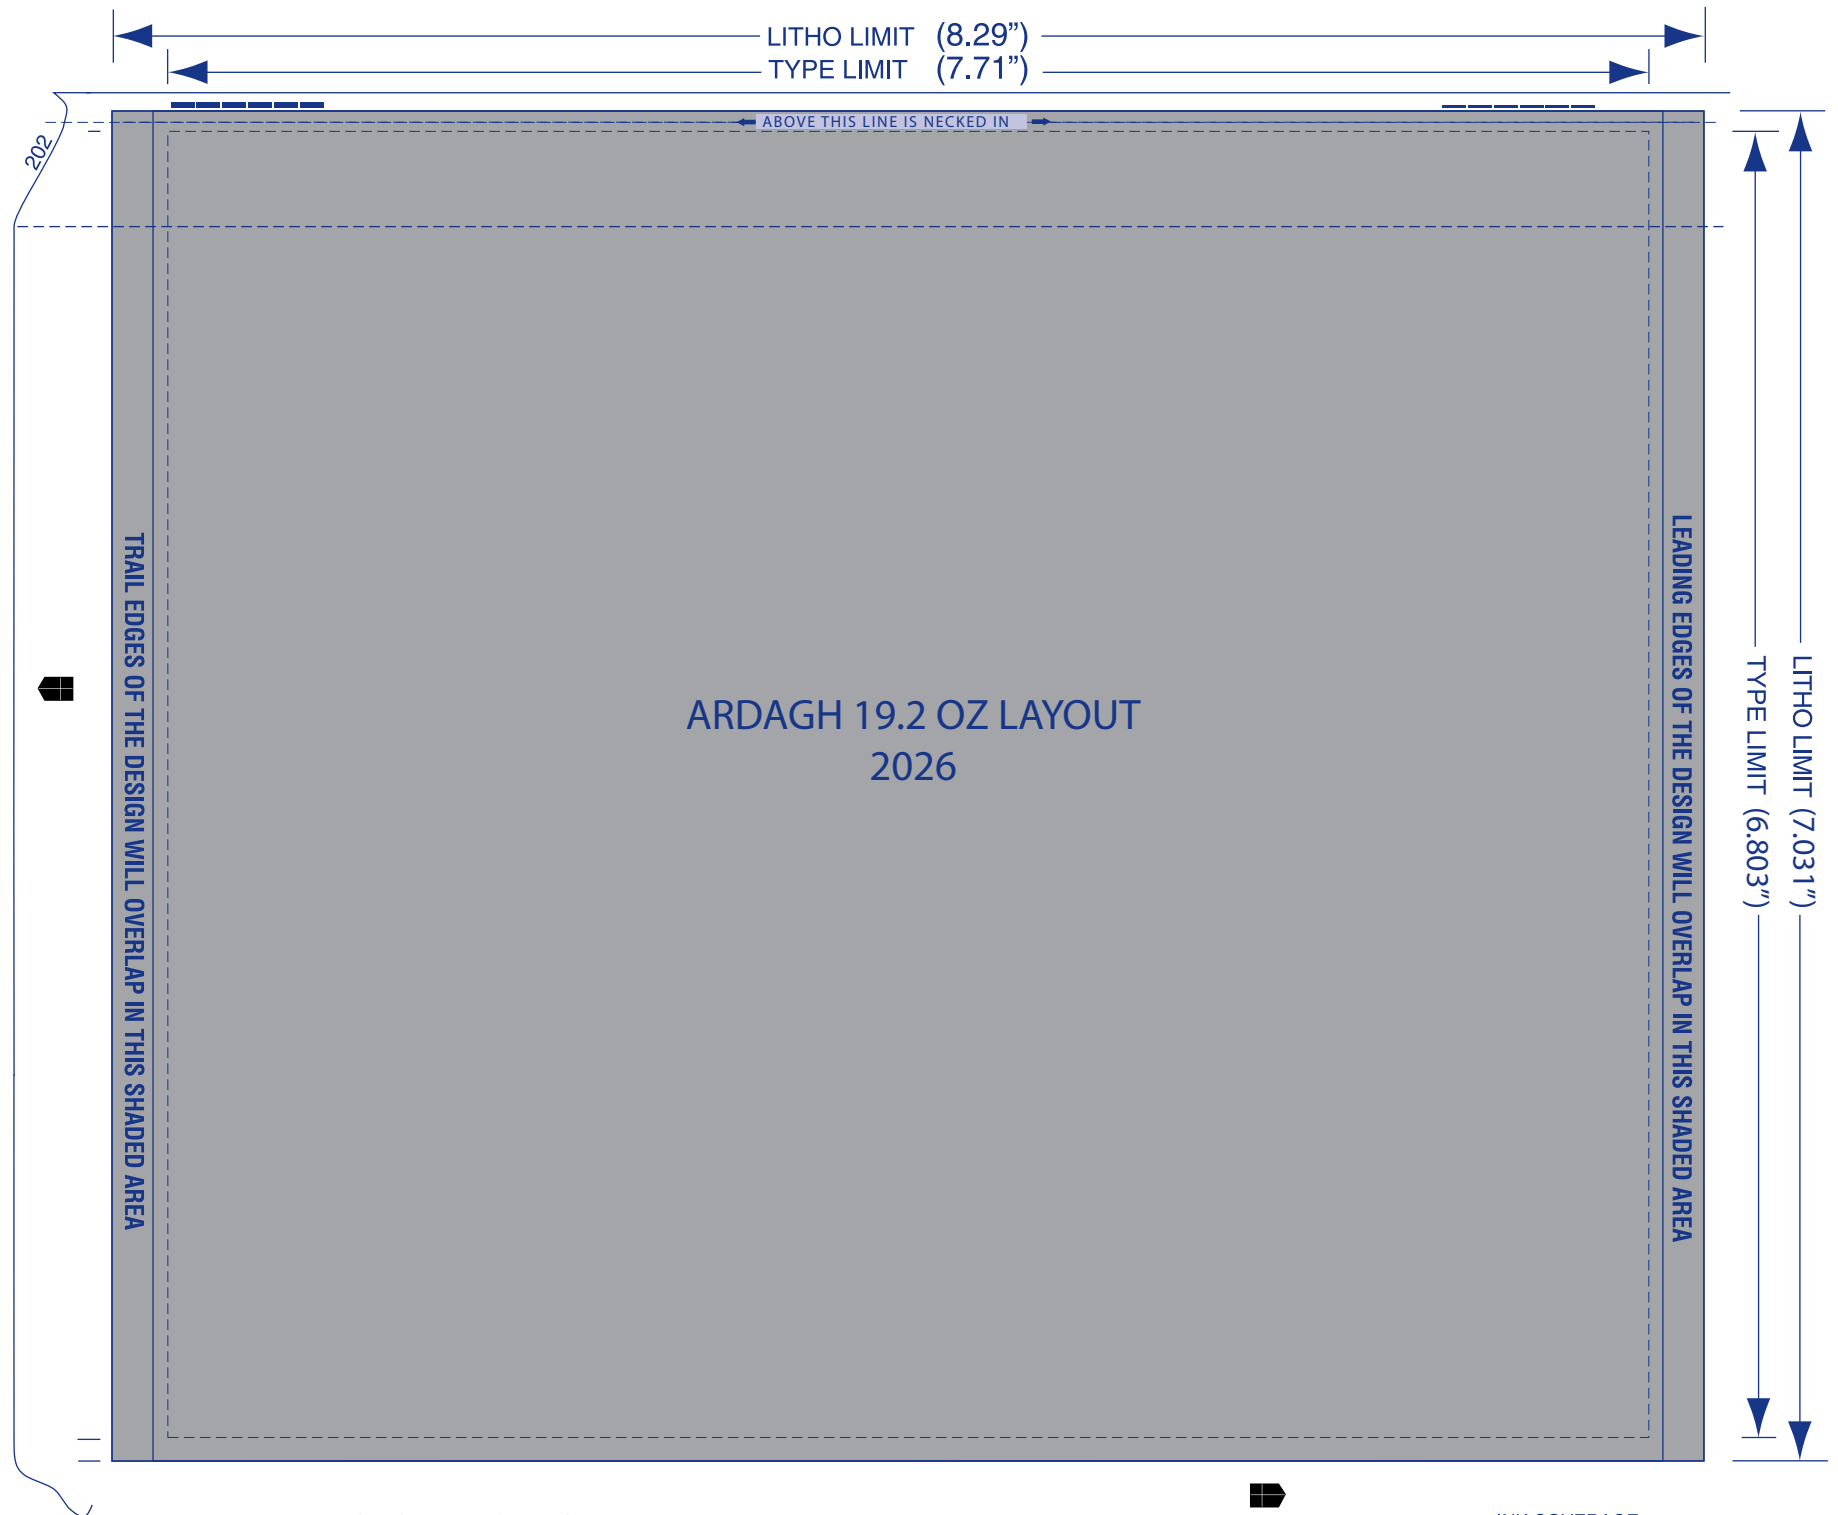 LITHO LIMIT (8.29”)
TYPE LIMIT (7.71”)
202
ABOVE THIS LINE IS NECKED IN
TRAIL EDGES OF THE DESIGN WILL OVERLAP IN THIS SHADED AREA
ARDAGH 19.2 OZ LAYOUT
2026
LEADING EDGES OF THE DESIGN WILL OVERLAP IN THIS SHADED AREA
TYPE LIMIT (6.803”)
LITHO LIMIT (7.031”)